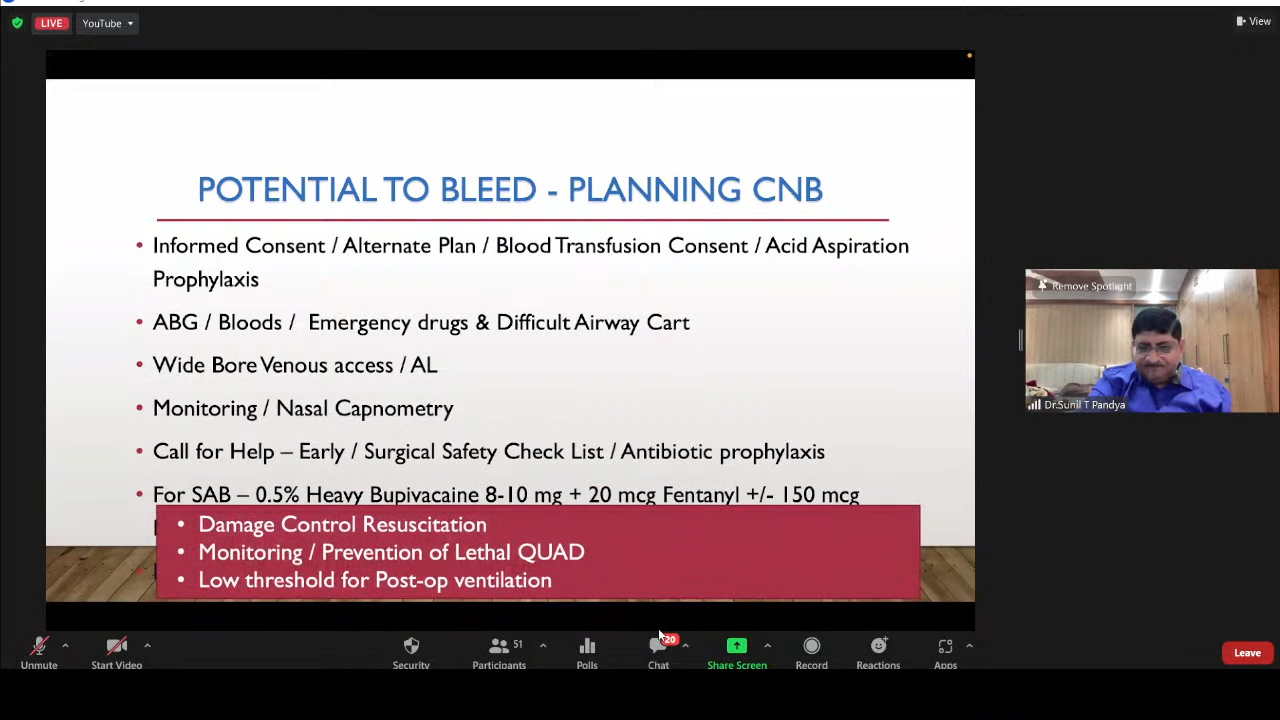 LIVE
YouTube
View
POTENTIAL TO BLEED - PLANNING CNB
• Informed Consent / Alternate Plan / Blood Transfusion Consent / Acid Aspiration
Prophylaxis
• ABG / Bloods / Emergency drugs & Difficult Airway Cart
• Wide Bore Venous access / AL
• Monitoring / Nasal Capnometry
• Call for Help – Early / Surgical Safety Check List / Antibiotic prophylaxis
• For SAB – 0.5% Heavy Bupivacaine 8-10 mg + 20 mcg Fentanyl +/- 150 mcg
• Damage Control Resuscitation
• Monitoring / Prevention of Lethal QUAD
• Low threshold for Post-op ventilation
Remove Spotlight
Dr.Sunil T Pandya
51
20
Unmute
Start Video
Security
Participants
Polls
Chat
Share Screen
Record
Reactions
Apps
Leave